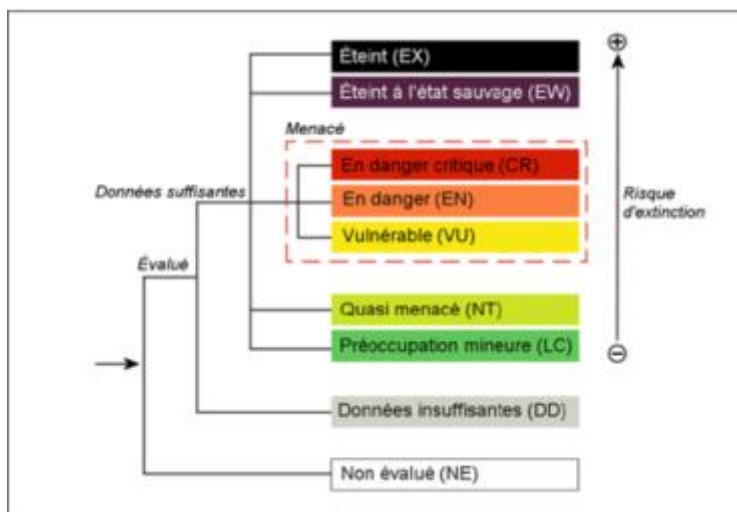 Éteint (EX)
Éteint à l'état sauvage (EW)
Menacé
En danger critique (CR)
Données suffisantes
En danger (EN)
Risque
d'extinction
Vulnérable (VU)
Évalué
Quasi menacé (NT)
Préoccupation mineure (LC)
Données insuffisantes (DD)
Non évalué (NE)